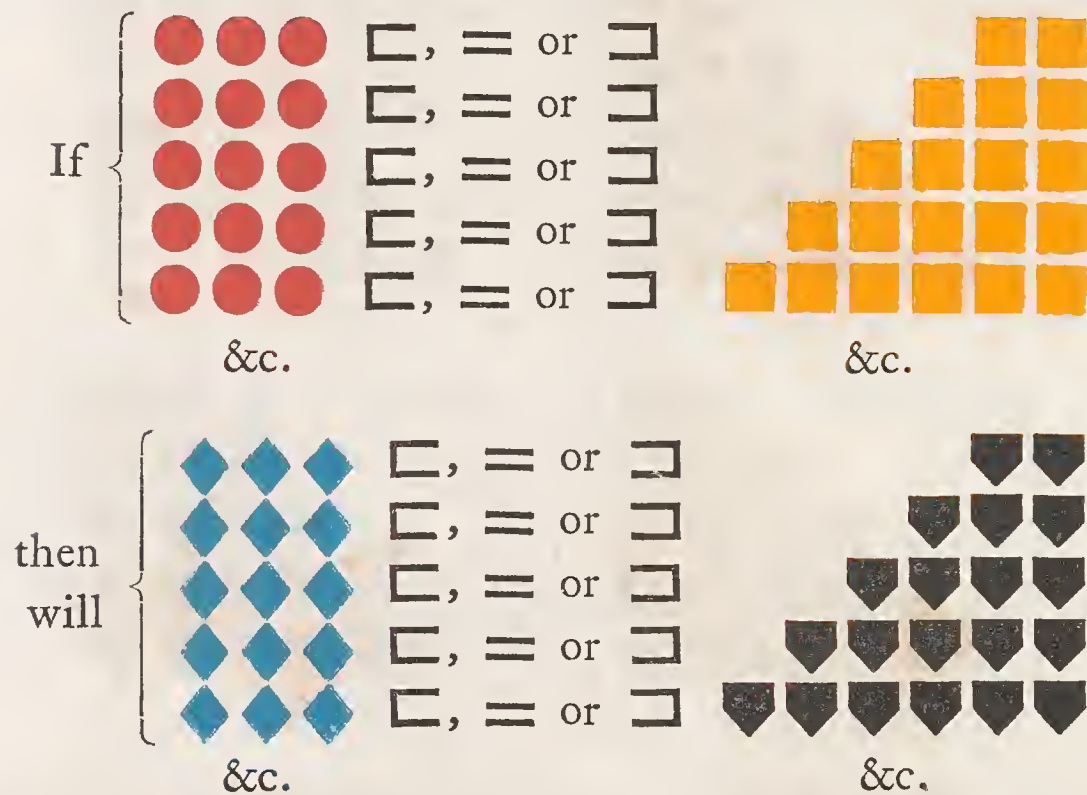 ⊏, = or ⊐
⊏, = or ⊐
If ⊏, = or ⊐
⊏, = or ⊐
⊏, = or ⊐
&c. &c.
⊏, = or ⊐
⊏, = or ⊐
then will ⊏, = or ⊐
⊏, = or ⊐
⊏, = or ⊐
&c. &c.